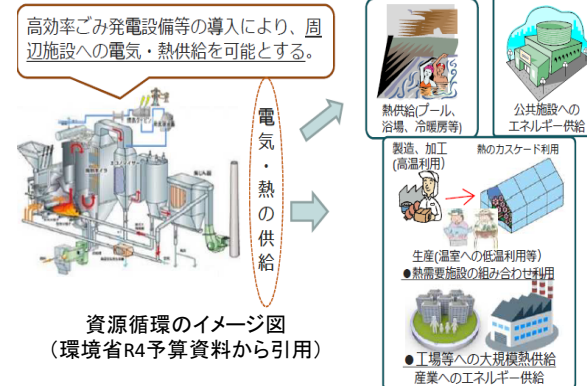 高効率ごみ発電設備等の導入により、周
辺施設への電気・熱供給を可能とする。
電気・熱の供給
資源循環のイメージ図
（環境省R4予算資料から引用）
熱供給(プール、
浴場、冷暖房等)
公共施設への
エネルギー供給
製造、加工
(高温利用)
熱のカスケード利用
生産(温室への低温利用等)
●熱需要施設の組み合わせ利用
●工場等への大規模熱供給
産業へのエネルギー供給